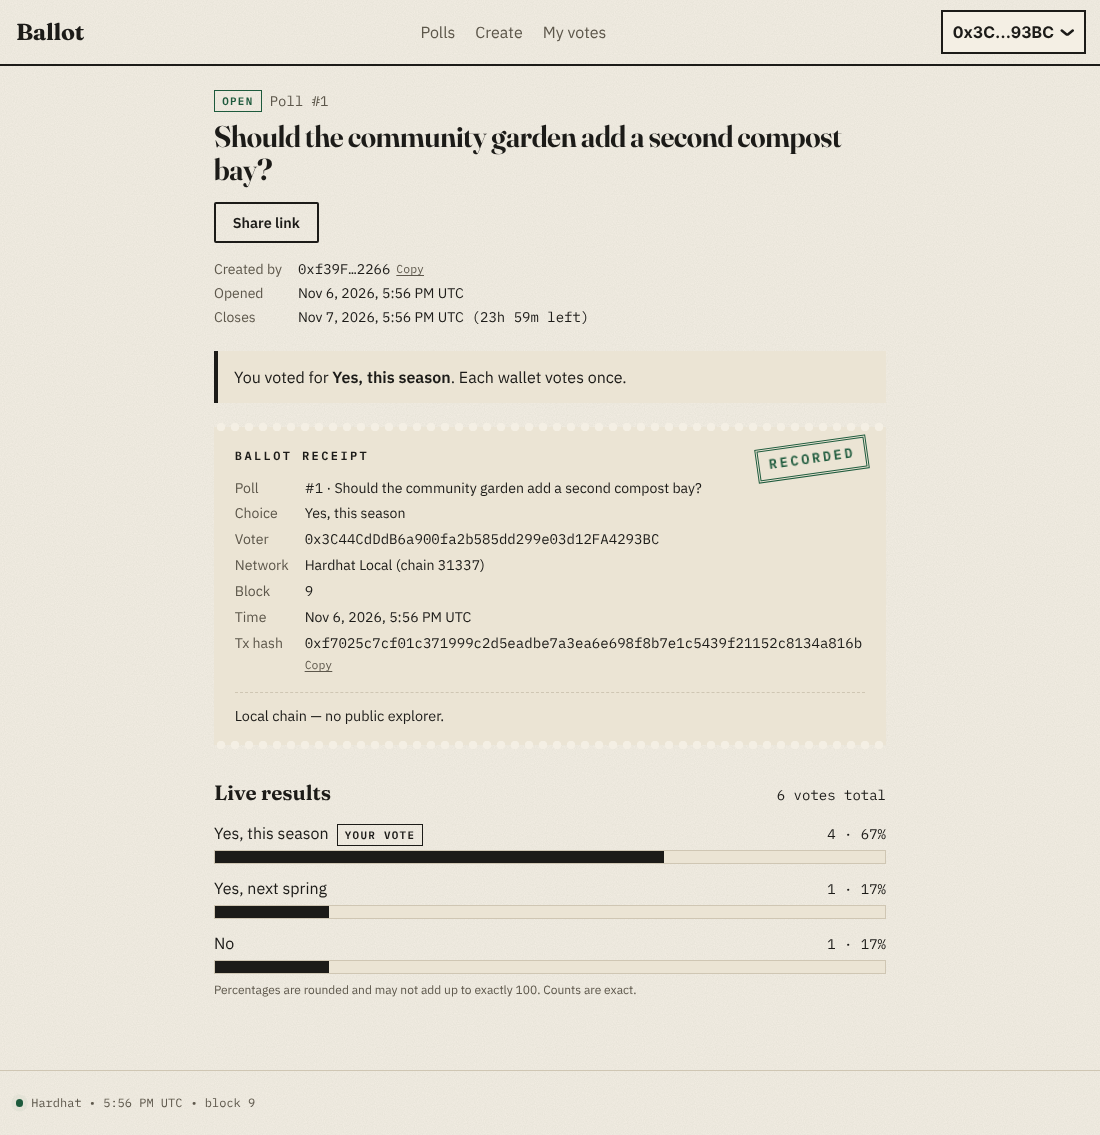 Ballot
Polls Create My votes
0x3C...93BC
OPEN Poll #1
Should the community garden add a second compost
bay?
Share link
Created by 0xf39F…2266 Copy
Opened Nov 6, 2026, 5:56 PM UTC
Closes Nov 7, 2026, 5:56 PM UTC (23h 59m left)
You voted for Yes, this season. Each wallet votes once.
BALLOT RECEIPT
RECORDED
Poll #1 · Should the community garden add a second compost bay?
Choice Yes, this season
Voter 0x3C44CdDdB6a900fa2b585dd299e03d12FA4293BC
Network Hardhat Local (chain 31337)
Block 9
Time Nov 6, 2026, 5:56 PM UTC
Tx hash 0xf7025c7cf01c371999c2d5eadbe7a3ea6e698f8b7e1c5439f21152c8134a816b
Copy
Local chain — no public explorer.
Live results 6 votes total
Yes, this season YOUR VOTE 4 · 67%
Yes, next spring 1 · 17%
No 1 · 17%
Percentages are rounded and may not add up to exactly 100. Counts are exact.
Hardhat • 5:56 PM UTC • block 9